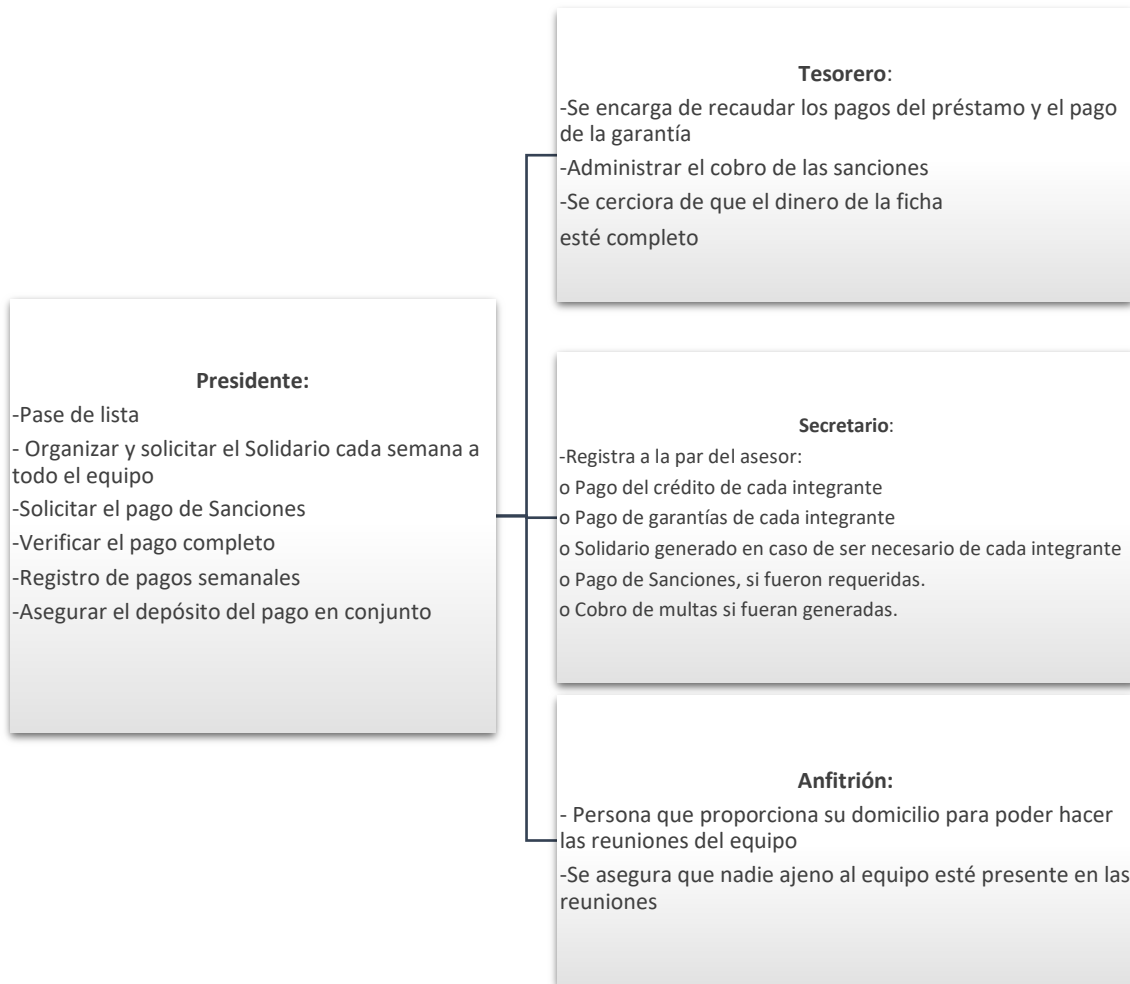 Presidente:
-Pase de lista
- Organizar y solicitar el Solidario cada semana a
todo el equipo
-Solicitar el pago de Sanciones
-Verificar el pago completo
-Registro de pagos semanales
-Asegurar el depósito del pago en conjunto
Tesorero:
-Se encarga de recaudar los pagos del préstamo y el pago
de la garantía
-Administrar el cobro de las sanciones
-Se cerciora de que el dinero de la ficha
esté completo
Secretario:
-Registra a la par del asesor:
o Pago del crédito de cada integrante
o Pago de garantías de cada integrante
o Solidario generado en caso de ser necesario de cada integrante
o Pago de Sanciones, si fueron requeridas.
o Cobro de multas si fueran generadas.
Anfitrión:
- Persona que proporciona su domicilio para poder hacer
las reuniones del equipo
-Se asegura que nadie ajeno al equipo esté presente en las
reuniones